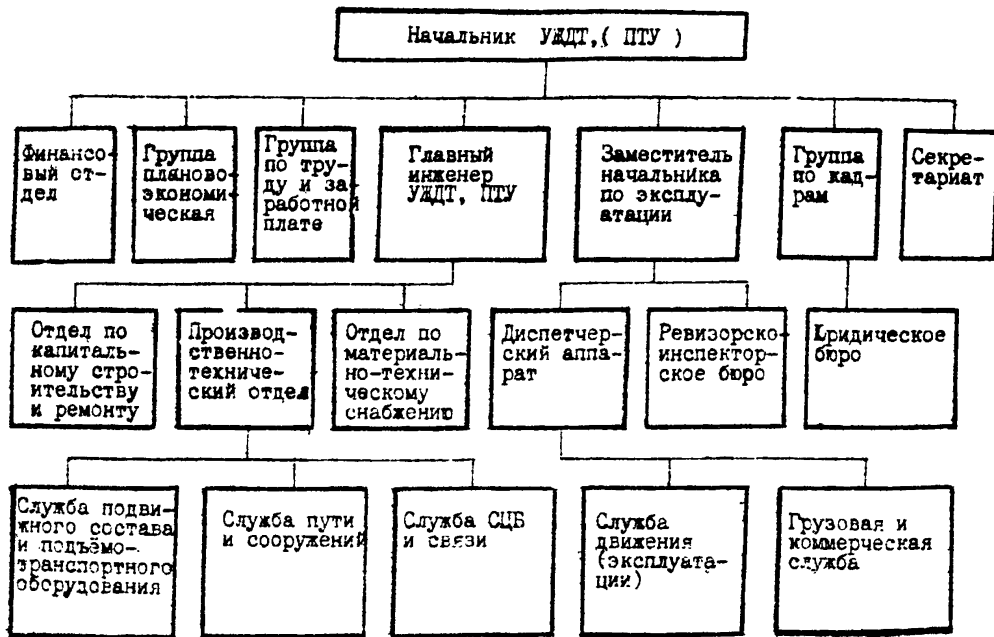 Начальник УЖДТ, ( ПТУ )
Финансо-
вый от-
дел
Группа
планово-
экономи-
ческая
Группа
по тру-
ду и за-
работной
плате
Главный
инженер
УЖДТ, ПТУ
Заместитель
начальника
по эксплу-
атации
Группа
по кад-
рам
Секре-
тариат
Отдел по
капиталь-
ному стро-
ительству
и ремонту
Производ-
ственно-
техниче-
ский отдел
Отдел по
материаль-
но-техни-
ческому
снабжению
Диспетчер-
ский аппа-
рат
Ревизорско-
инспектор-
ское бюро
Юридическое
бюро
Служба подви-
жного состава
и подъёмо-
транспортного
оборудования
Служба пути
и сооружений
Служба СЦБ
и связи
Служба
движения
(эксплуата-
ции)
Грузовая и
коммерческая
служба